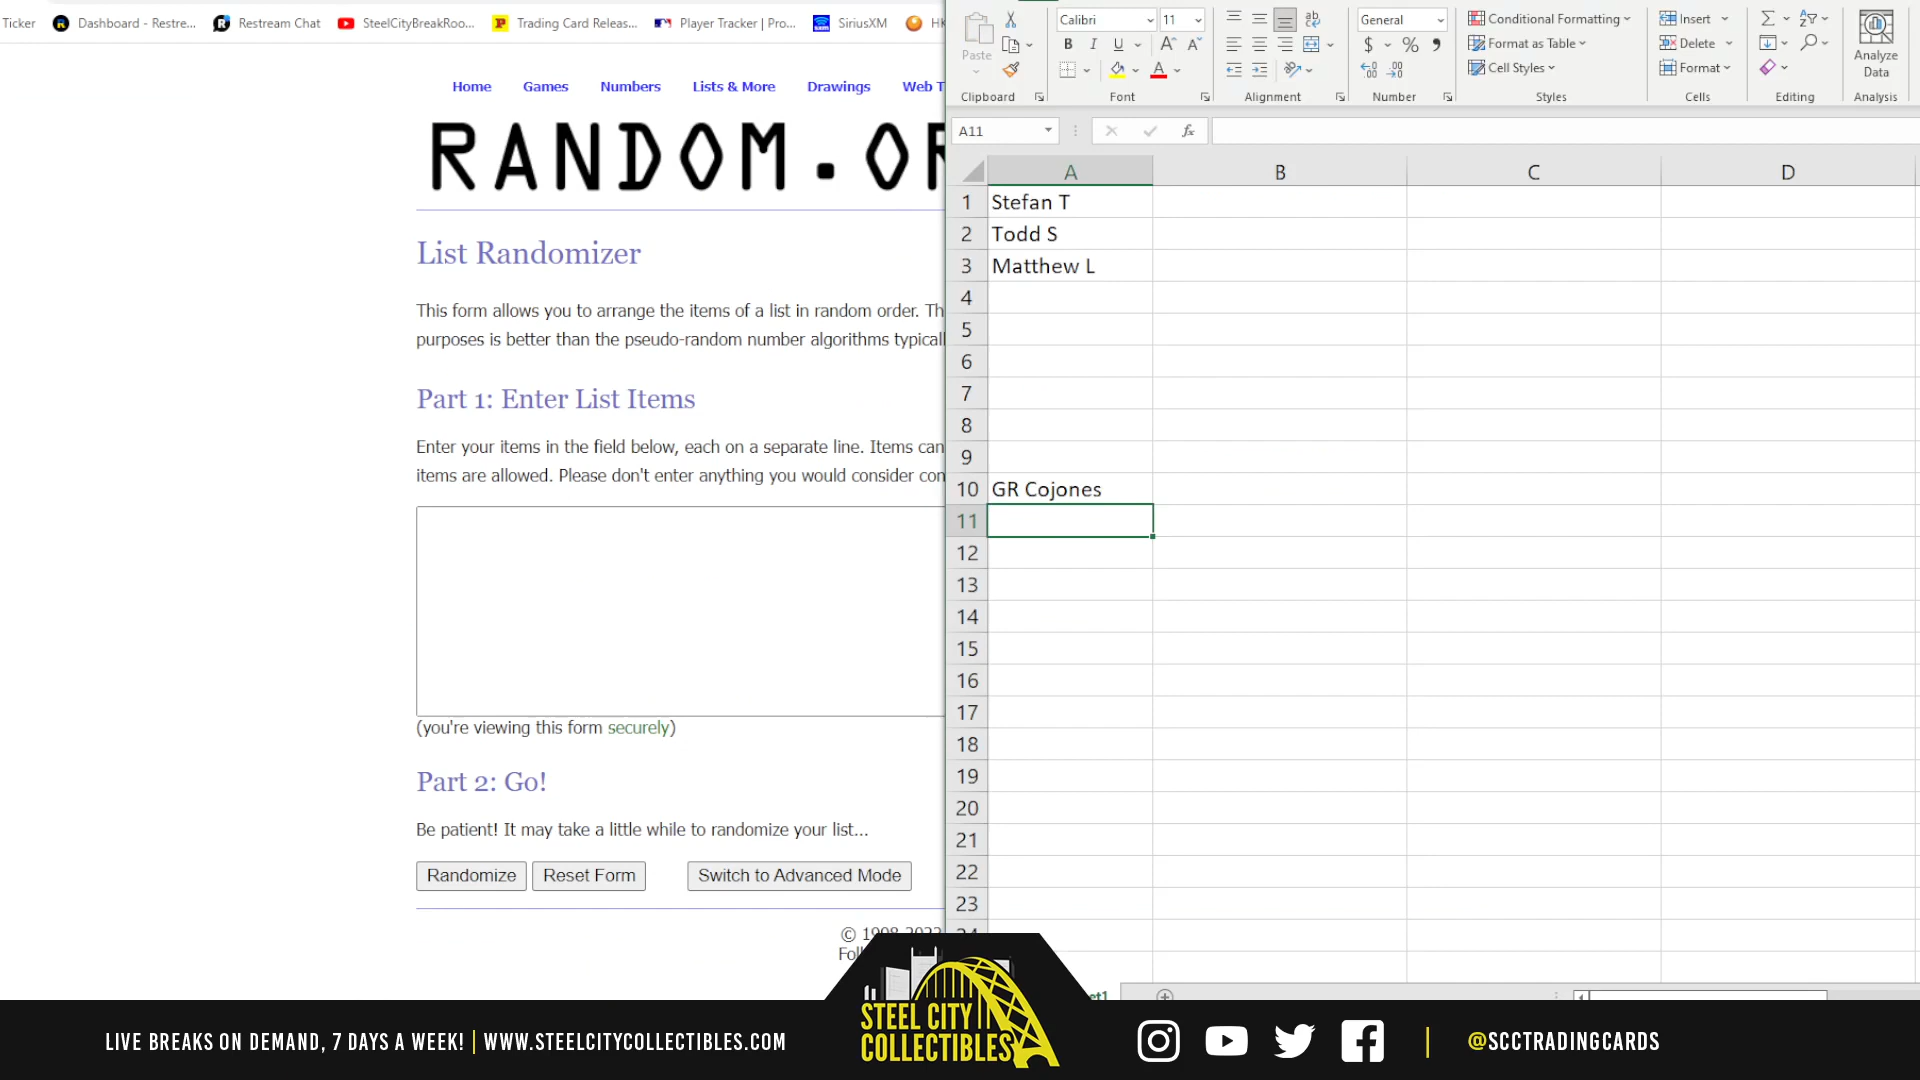 Ticker
Dashboard - Restre...
Restream Chat
SteelCityBreakRoo...
Trading Card Releas...
Player Tracker | Pro...
SiriusXM
Home
Games
Numbers
Lists & More
Drawings
Web T
RANDOM.OR
List Randomizer
This form allows you to arrange the items of a list in random order. Th
purposes is better than the pseudo-random number algorithms typicall
Part 1: Enter List Items
Enter your items in the field below, each on a separate line. Items can
items are allowed. Please don't enter anything you would consider con
(you're viewing this form securely)
Part 2: Go!
Be patient! It may take a little while to randomize your list...
Randomize
Reset Form
Switch to Advanced Mode
Paste
Clipboard
Calibri
11
B I U
A A
A
Font
ab
Alignment
General
$ % ,
Number
Conditional Formatting
Format as Table
Cell Styles
Styles
Insert
Delete
Format
Cells
Editing
Analyze
Data
Analysis
A11
fx
A B C D
1 Stefan T
2 Todd S
3 Matthew L
4
5
6
7
8
9
10 GR Cojones
11
12
13
14
15
16
17
18
19
20
21
22
23
LIVE BREAKS ON DEMAND, 7 DAYS A WEEK! | WWW.STEELCITYCOLLECTIBLES.COM
STEEL CITY
COLLECTIBLES
@SCCTRADINGCARDS